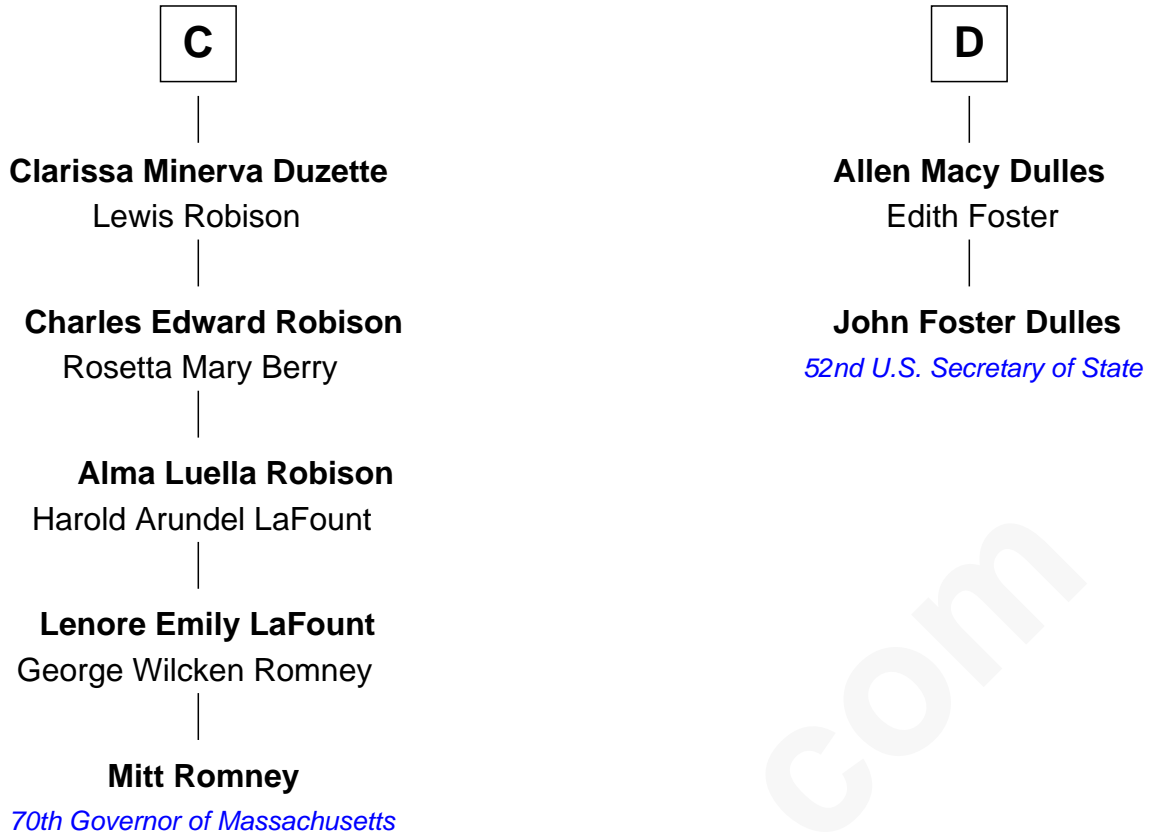 C
Clarissa Minerva Duzette
Lewis Robison
Charles Edward Robison
Rosetta Mary Berry
Alma Luella Robison
Harold Arundel LaFount
Lenore Emily LaFount
George Wilcken Romney
Mitt Romney
70th Governor of Massachusetts
D
Allen Macy Dulles
Edith Foster
John Foster Dulles
52nd U.S. Secretary of State
com